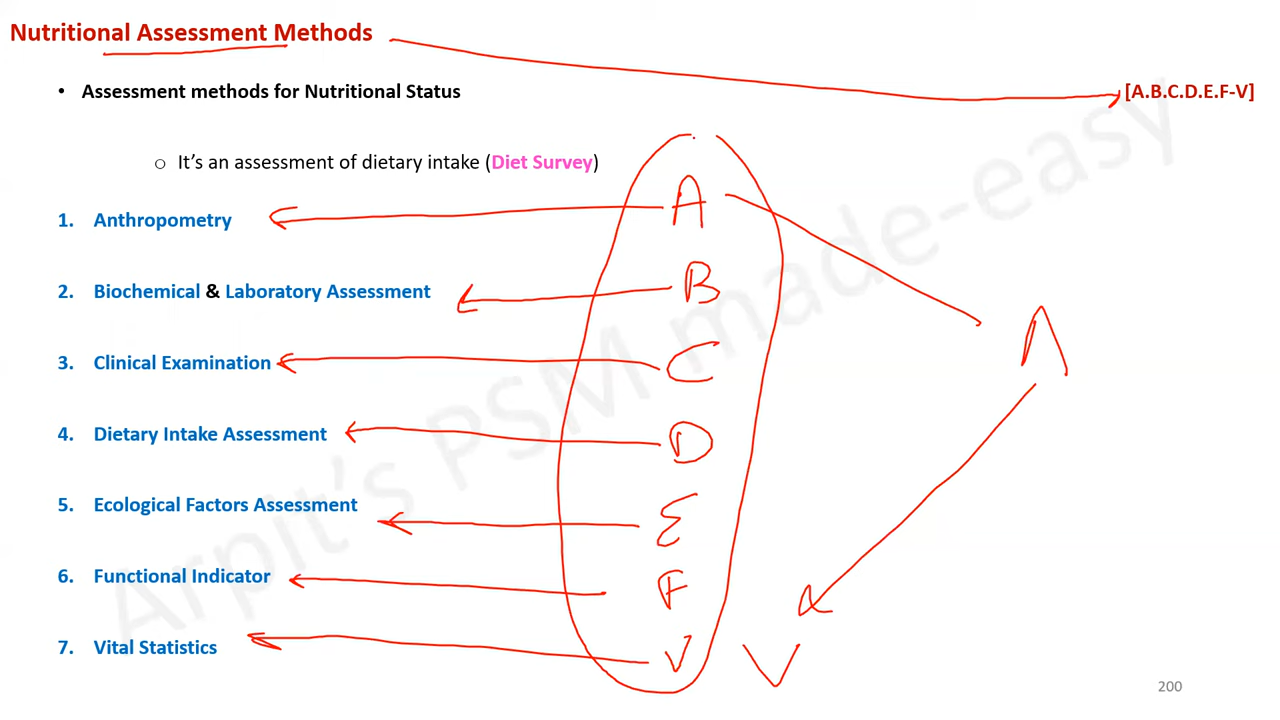 Nutritional Assessment Methods
• Assessment methods for Nutritional Status
[A.B.C.D.E.F-V]
o It's an assessment of dietary intake (Diet Survey)
1. Anthropometry
A
2. Biochemical & Laboratory Assessment
B
3. Clinical Examination
C
4. Dietary Intake Assessment
D
5. Ecological Factors Assessment
E
6. Functional Indicator
F
7. Vital Statistics
V
V
Arpit's PSM made-easy
200